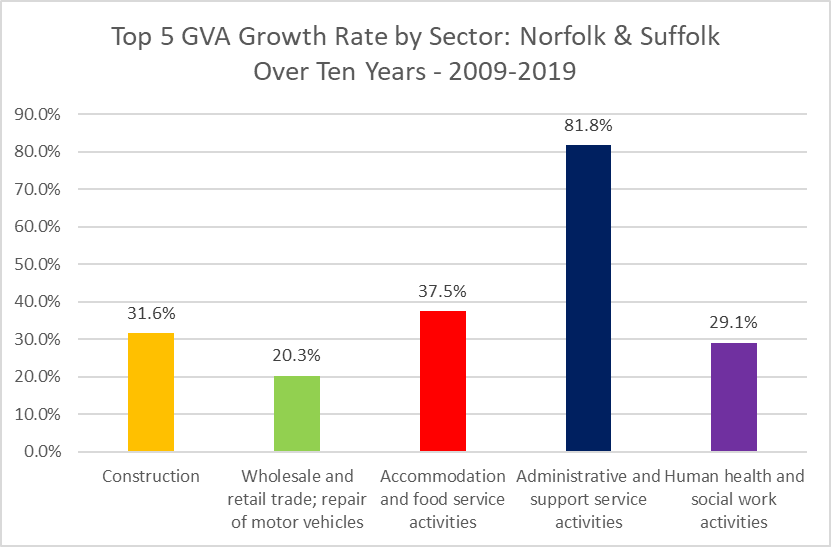 Top 5 GVA Growth Rate by Sector: Norfolk & Suffolk
Over Ten Years - 2009-2019
90.0%
80.0%
70.0%
60.0%
50.0%
40.0%
30.0%
20.0%
10.0%
0.0%
31.6%
20.3%
37.5%
81.8%
29.1%
Construction
Wholesale and
retail trade; repair
of motor vehicles
Accommodation
and food service
activities
Administrative and
support service
activities
Human health and
social work
activities